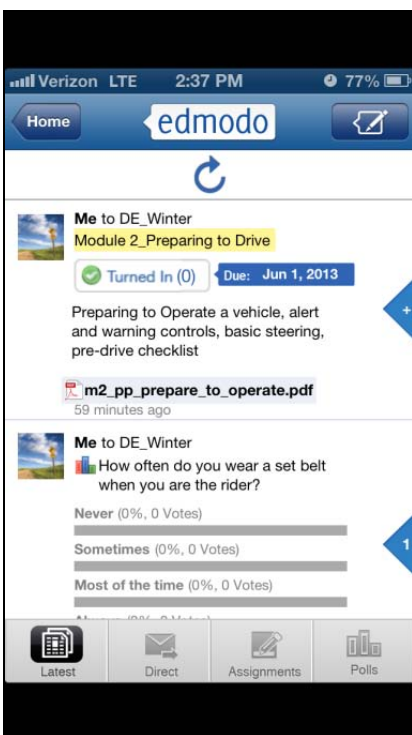 Verizon LTE 2:37 PM 77%
Home edmodo
Me to DE_Winter
Module 2_Preparing to Drive
Turned In (0) Due: Jun 1, 2013
Preparing to Operate a vehicle, alert
and warning controls, basic steering,
pre-drive checklist
m2_pp_prepare_to_operate.pdf
59 minutes ago
+
Me to DE_Winter
How often do you wear a set belt
when you are the rider?
Never (0%, 0 Votes)
Sometimes (0%, 0 Votes)
1
Most of the time (0%, 0 Votes)
Latest Direct Assignments Polls